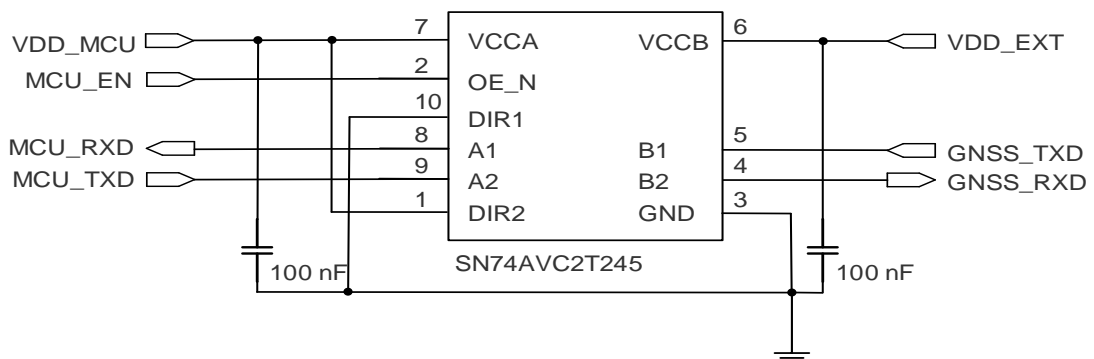 VDD_MCU 7 VCCA VCCB 6 VDD_EXT
MCU_EN 2 OE_N
10 DIR1
MCU_RXD 8 A1 B1 5 GNSS_TXD
MCU_TXD 9 A2 B2 4 GNSS_RXD
1 DIR2 GND 3
100 nF SN74AVC2T245 100 nF